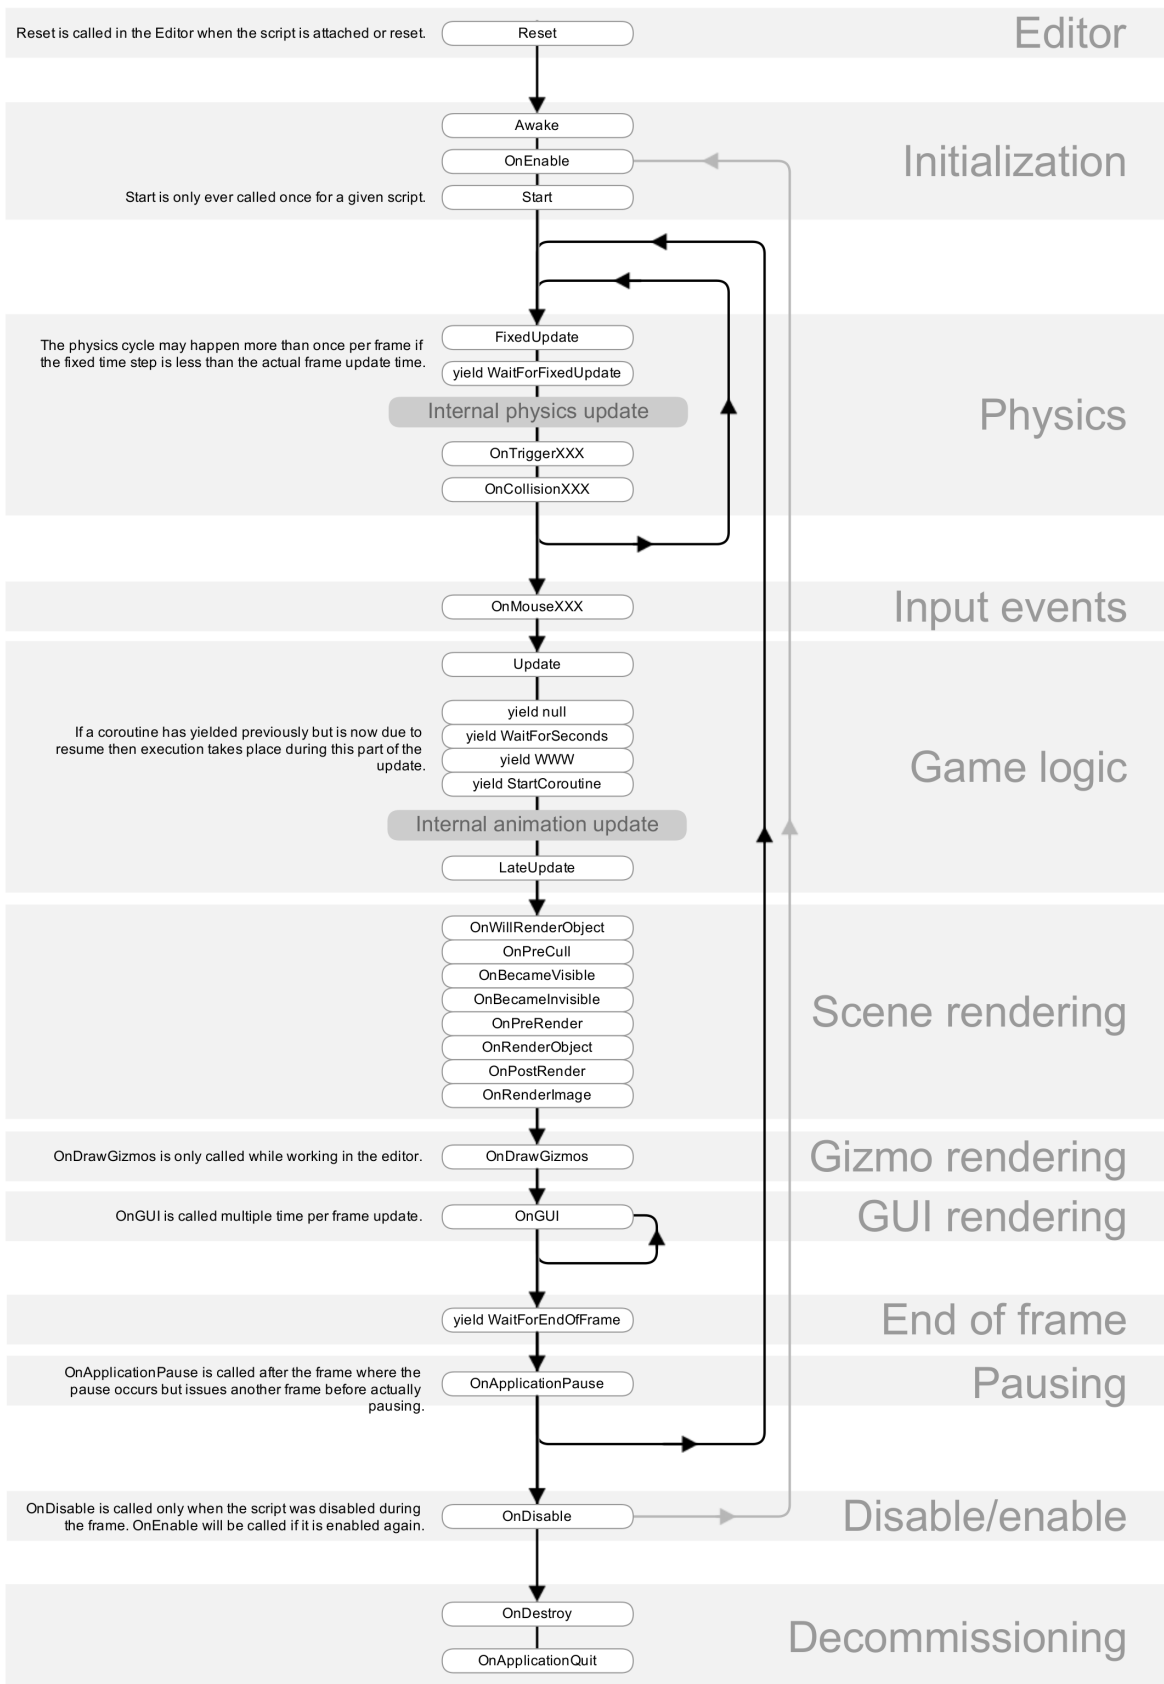 Reset is called in the Editor when the script is attached or reset.
Reset
Editor
Awake
OnEnable
Initialization
Start is only ever called once for a given script.
Start
FixedUpdate
The physics cycle may happen more than once per frame if
the fixed time step is less than the actual frame update time.
yield WaitForFixedUpdate
Internal physics update
Physics
OnTriggerXXX
OnCollisionXXX
OnMouseXXX
Input events
Update
yield null
If a coroutine has yielded previously but is now due to
resume then execution takes place during this part of the
update.
yield WaitForSeconds
yield WWW
yield StartCoroutine
Game logic
Internal animation update
LateUpdate
OnWillRenderObject
OnPreCull
OnBecameVisible
OnBecameInvisible
Scene rendering
OnPreRender
OnRenderObject
OnPostRender
OnRenderImage
OnDrawGizmos is only called while working in the editor.
OnDrawGizmos
Gizmo rendering
OnGUI is called multiple time per frame update.
OnGUI
GUI rendering
yield WaitForEndOfFrame
End of frame
OnApplicationPause is called after the frame where the
pause occurs but issues another frame before actually
pausing.
OnApplicationPause
Pausing
OnDisable is called only when the script was disabled during
the frame. OnEnable will be called if it is enabled again.
OnDisable
Disable/enable
OnDestroy
Decommissioning
OnApplicationQuit